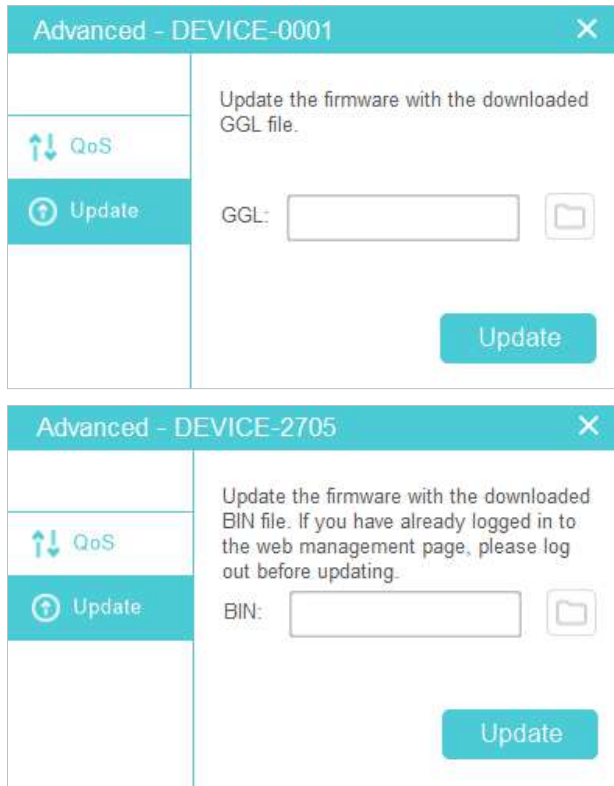 Advanced - DEVICE-0001
Update the firmware with the downloaded
GGL file.
QoS
Update
GGL:
Update
Advanced - DEVICE-2705
Update the firmware with the downloaded
BIN file. If you have already logged in to
the web management page, please log
out before updating.
QoS
Update
BIN:
Update